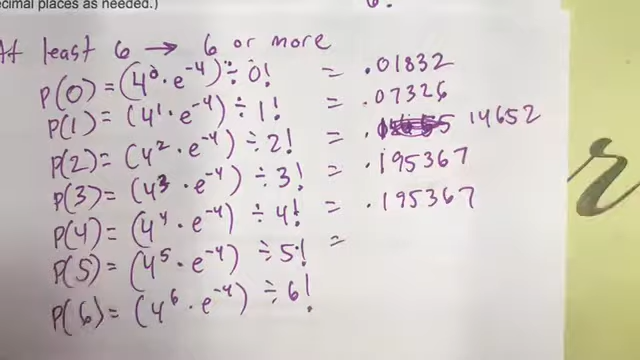 cimal places as needed.)
At least 6 → 6 or more
P(0)=(4⁰·e⁻⁴)÷0! = .01832
P(1)=(4¹·e⁻⁴)÷1! = .07326
P(2)=(4²·e⁻⁴)÷2! = .14652
P(3)=(4³·e⁻⁴)÷3! = .195367
P(4)=(4⁴·e⁻⁴)÷4! = .195367
P(5)=(4⁵·e⁻⁴)÷5! =
P(6)=(4⁶·e⁻⁴)÷6!